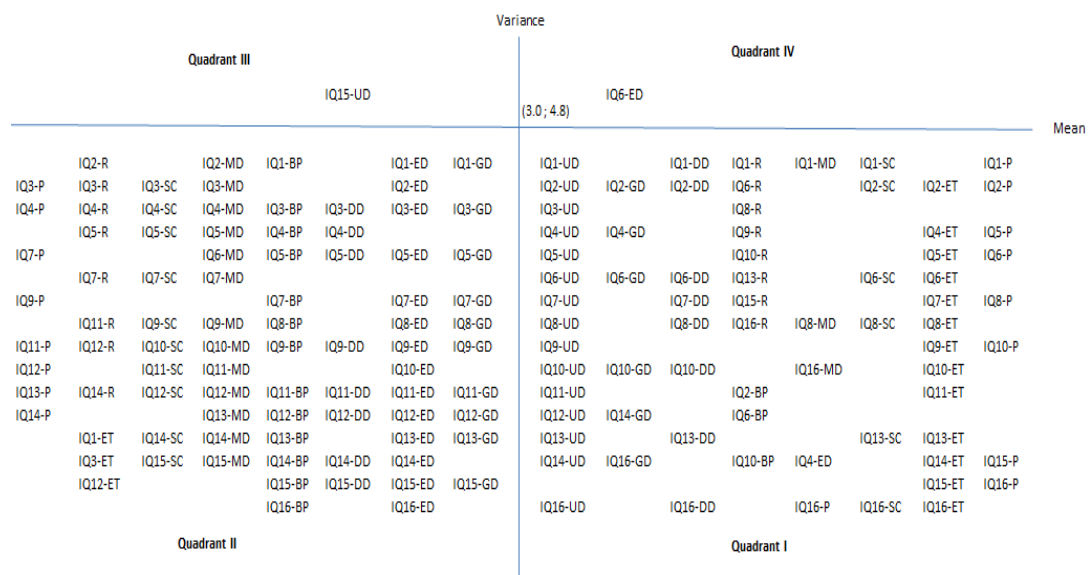 Variance
Quadrant III Quadrant IV
IQ15-UD IQ6-ED
(3.0 ; 4.8)
Mean
IQ2-R IQ2-MD IQ1-BP IQ1-ED IQ1-GD IQ1-UD IQ1-DD IQ1-R IQ1-MD IQ1-SC IQ1-P
IQ3-P IQ3-R IQ3-SC IQ3-MD IQ2-ED IQ2-UD IQ2-GD IQ2-DD IQ6-R IQ2-SC IQ2-ET IQ2-P
IQ4-P IQ4-R IQ4-SC IQ4-MD IQ3-BP IQ3-DD IQ3-ED IQ3-GD IQ3-UD IQ8-R
IQ5-R IQ5-SC IQ5-MD IQ4-BP IQ4-DD IQ4-UD IQ4-GD IQ9-R IQ4-ET IQ5-P
IQ7-P IQ6-MD IQ5-BP IQ5-DD IQ5-ED IQ5-GD IQ5-UD IQ10-R IQ5-ET IQ6-P
IQ7-R IQ7-SC IQ7-MD IQ6-UD IQ6-GD IQ6-DD IQ13-R IQ6-SC IQ6-ET
IQ9-P IQ7-BP IQ7-ED IQ7-GD IQ7-UD IQ7-DD IQ15-R IQ7-ET IQ8-P
IQ11-R IQ9-SC IQ9-MD IQ8-BP IQ8-ED IQ8-GD IQ8-UD IQ8-DD IQ16-R IQ8-MD IQ8-SC IQ8-ET
IQ11-P IQ12-R IQ10-SC IQ10-MD IQ9-BP IQ9-DD IQ9-ED IQ9-GD IQ9-UD IQ9-ET IQ10-P
IQ12-P IQ11-SC IQ11-MD IQ10-ED IQ10-UD IQ10-GD IQ10-DD IQ16-MD IQ10-ET
IQ13-P IQ14-R IQ12-SC IQ12-MD IQ11-BP IQ11-DD IQ11-ED IQ11-GD IQ11-UD IQ2-BP IQ11-ET
IQ14-P IQ13-MD IQ12-BP IQ12-DD IQ12-ED IQ12-GD IQ12-UD IQ14-GD IQ6-BP
IQ1-ET IQ14-SC IQ14-MD IQ13-BP IQ13-ED IQ13-GD IQ13-UD IQ13-DD IQ13-SC IQ13-ET
IQ3-ET IQ15-SC IQ15-MD IQ14-BP IQ14-DD IQ14-ED IQ14-UD IQ16-GD IQ10-BP IQ4-ED IQ14-ET IQ15-P
IQ12-ET IQ15-BP IQ15-DD IQ15-ED IQ15-GD IQ15-ET IQ16-P
IQ16-BP IQ16-ED IQ16-UD IQ16-DD IQ16-P IQ16-SC IQ16-ET
Quadrant II Quadrant I